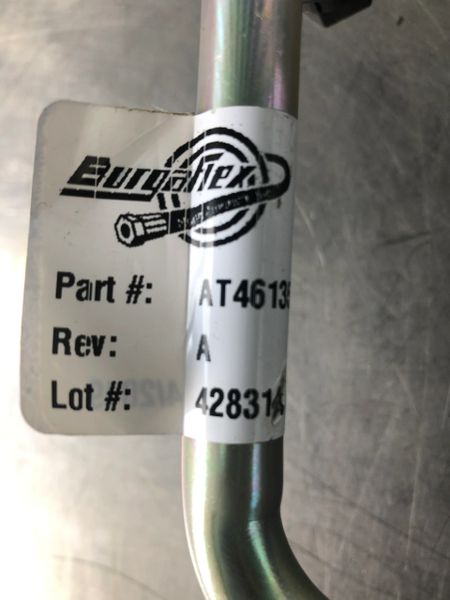 Burgaflex
Part #: AT4613
Rev: A
Lot #: 42831